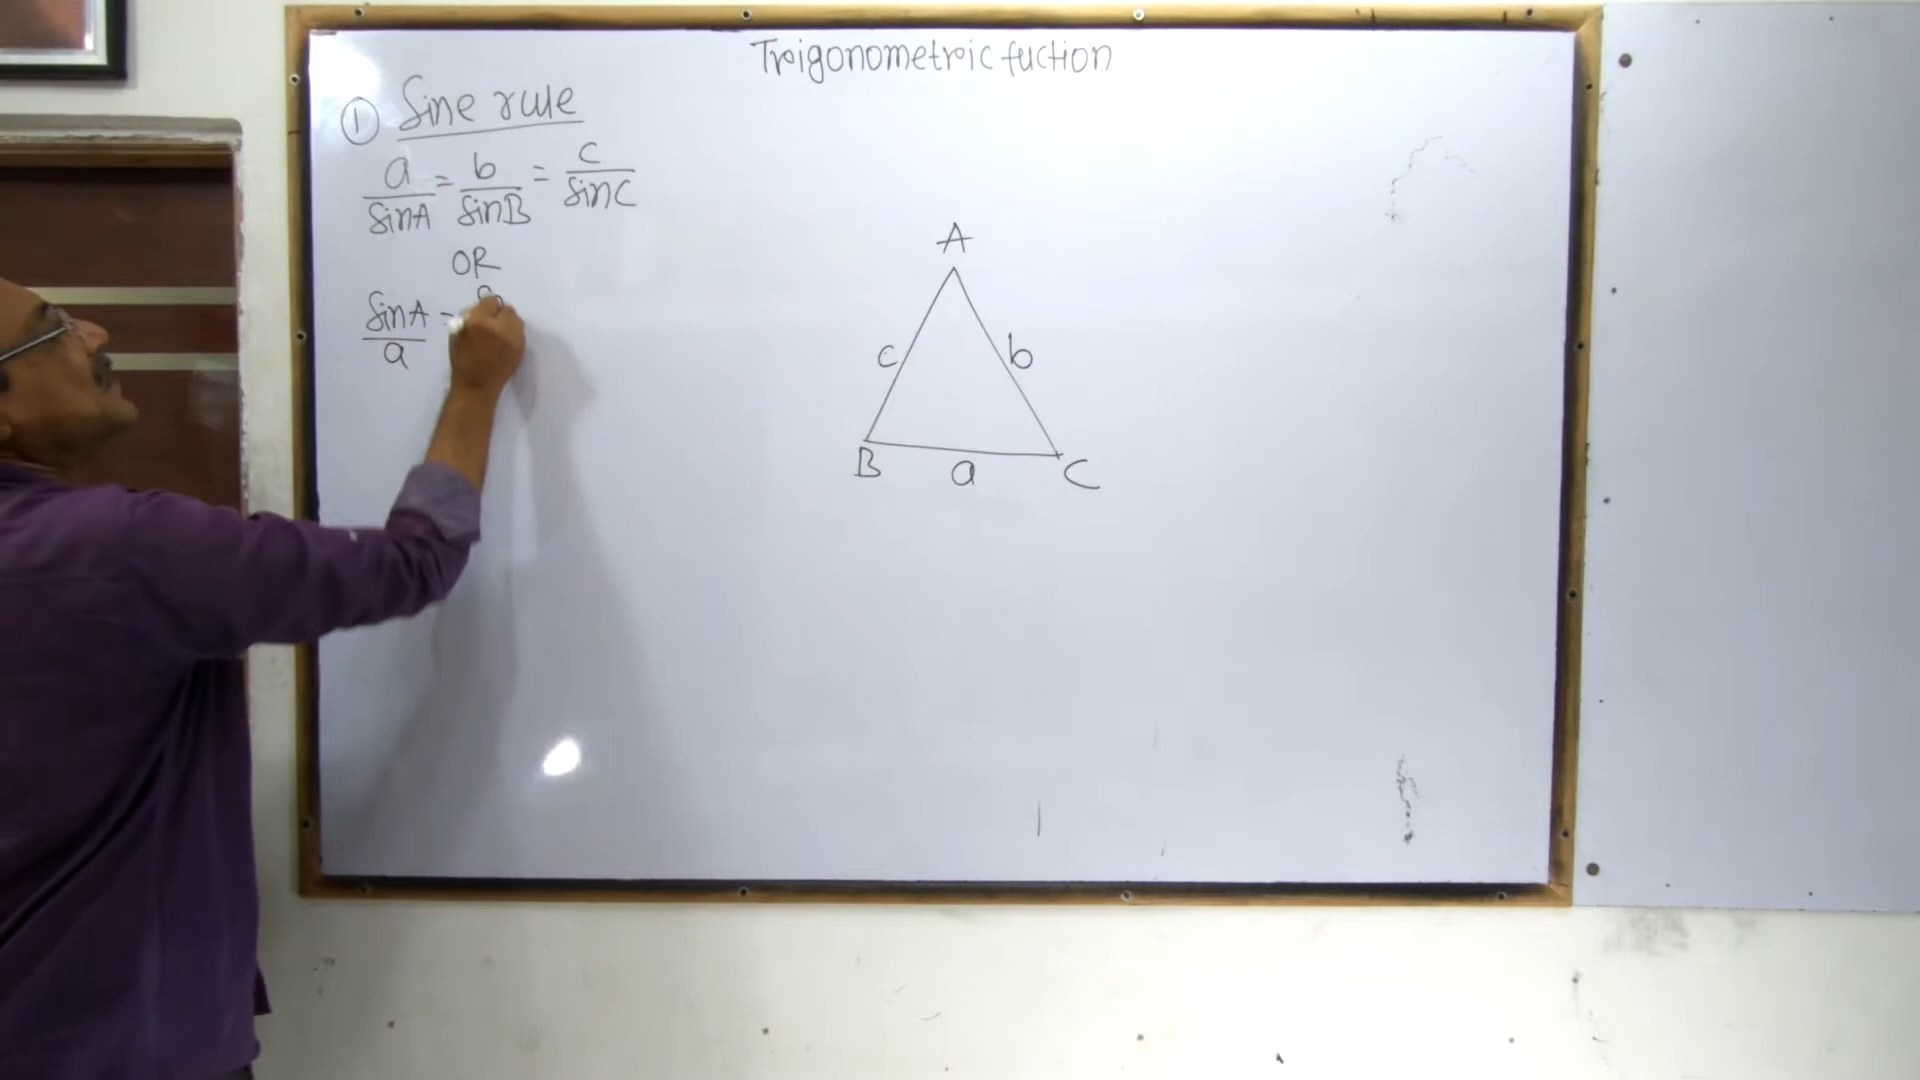 Trigonometric fuction
① Sine rule
a/sinA = b/sinB = c/sinC
OR
sinA/a =
A
c b
B a C